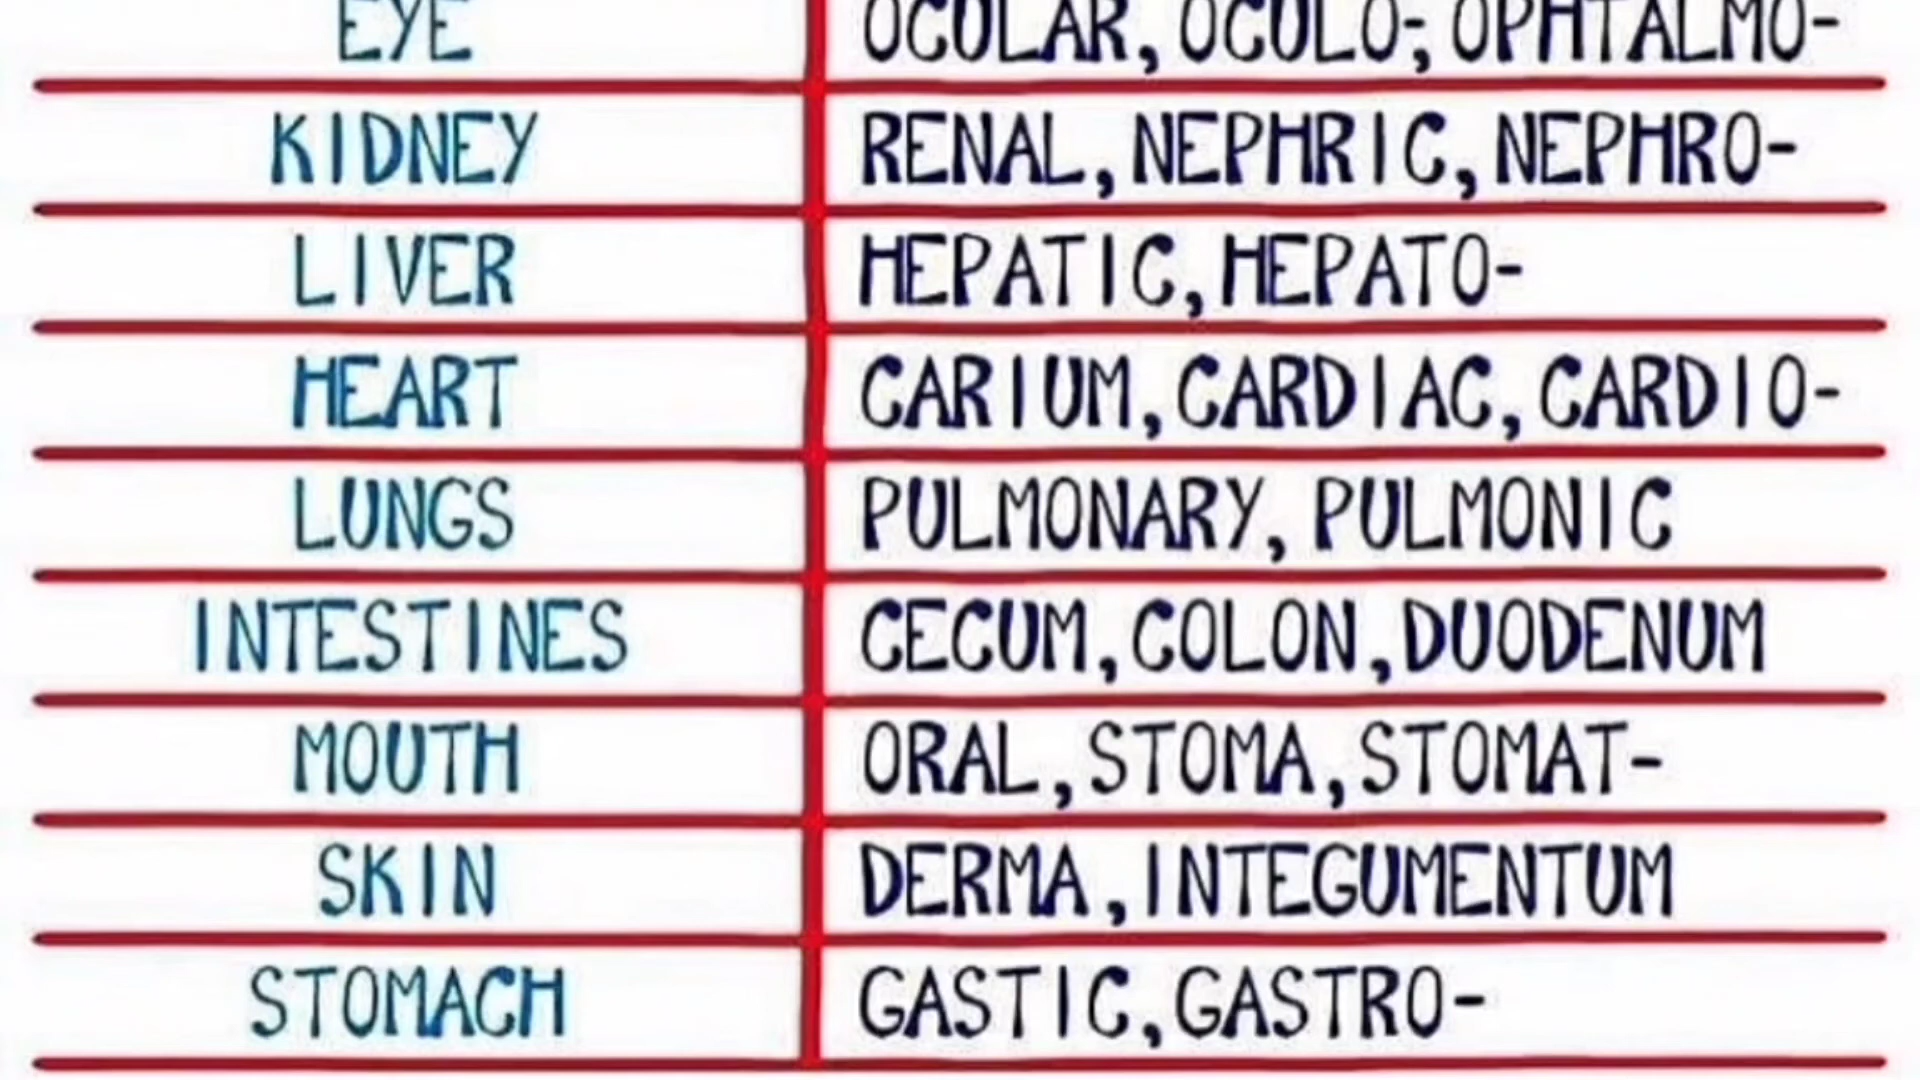 EYE OCULAR, OCULO-, OPHTALMO-
KIDNEY RENAL, NEPHRIC, NEPHRO-
LIVER HEPATIC, HEPATO-
HEART CARIUM, CARDIAC, CARDIO-
LUNGS PULMONARY, PULMONIC
INTESTINES CECUM, COLON, DUODENUM
MOUTH ORAL, STOMA, STOMAT-
SKIN DERMA, INTEGUMENTUM
STOMACH GASTIC, GASTRO-